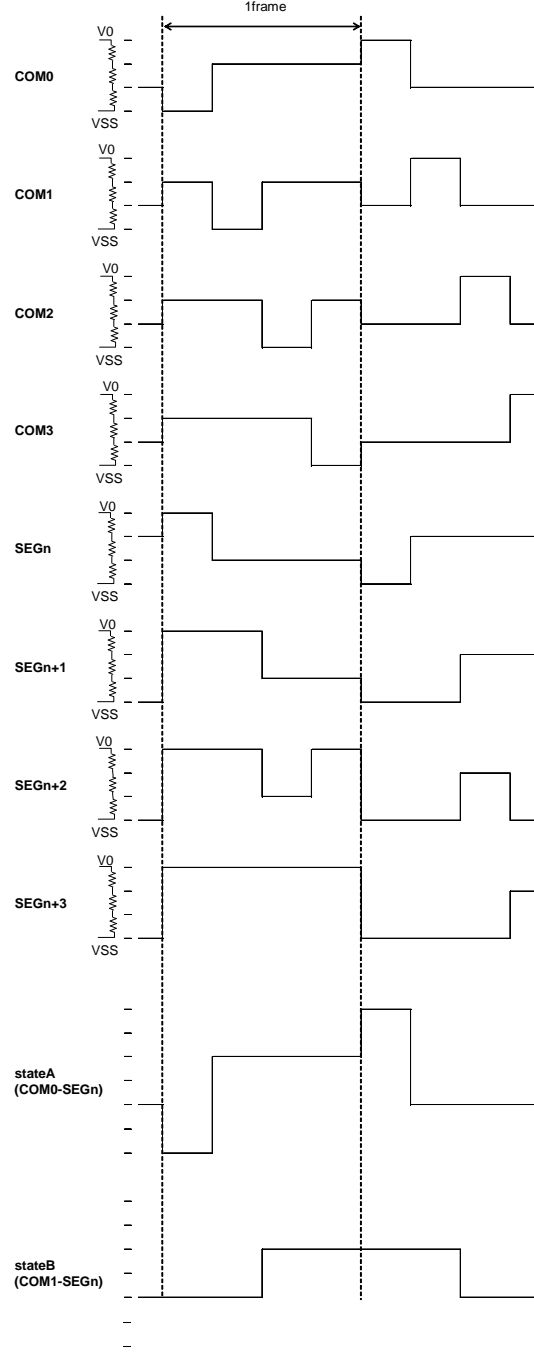 1frame
V0
COM0
VSS
V0
COM1
VSS
V0
COM2
VSS
V0
COM3
VSS
V0
SEGn
VSS
V0
SEGn+1
VSS
V0
SEGn+2
VSS
V0
SEGn+3
VSS
stateA
(COM0-SEGn)
stateB
(COM1-SEGn)